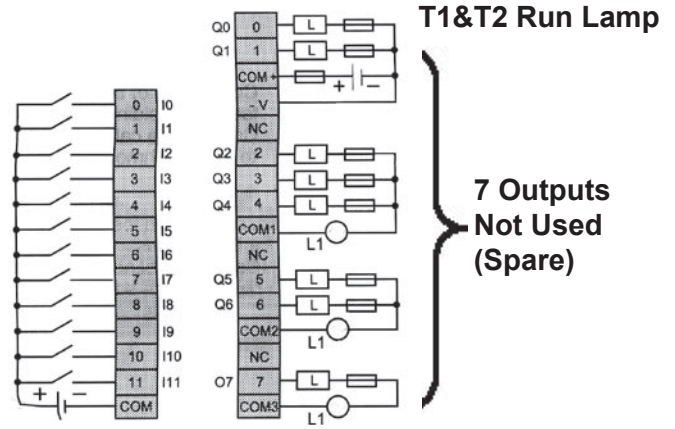 T1&T2 Run Lamp
Q0 0 L
Q1 1 L
COM + + −
- V
NC
Q2 2 L
Q3 3 L
Q4 4 L
COM1 L1
NC
Q5 5 L
Q6 6 L
COM2 L1
NC
O7 7 L
COM3 L1
7 Outputs
Not Used
(Spare)
0 I0
1 I1
2 I2
3 I3
4 I4
5 I5
6 I6
7 I7
8 I8
9 I9
10 I10
11 I11
+ − COM